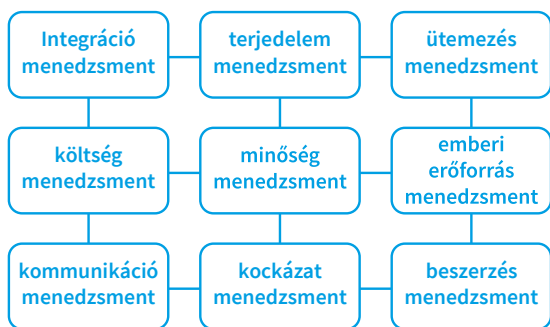 Integráció
menedzsment
terjedelem
menedzsment
ütemezés
menedzsment
költség
menedzsment
minőség
menedzsment
emberi
erőforrás
menedzsment
kommunikáció
menedzsment
kockázat
menedzsment
beszerzés
menedzsment